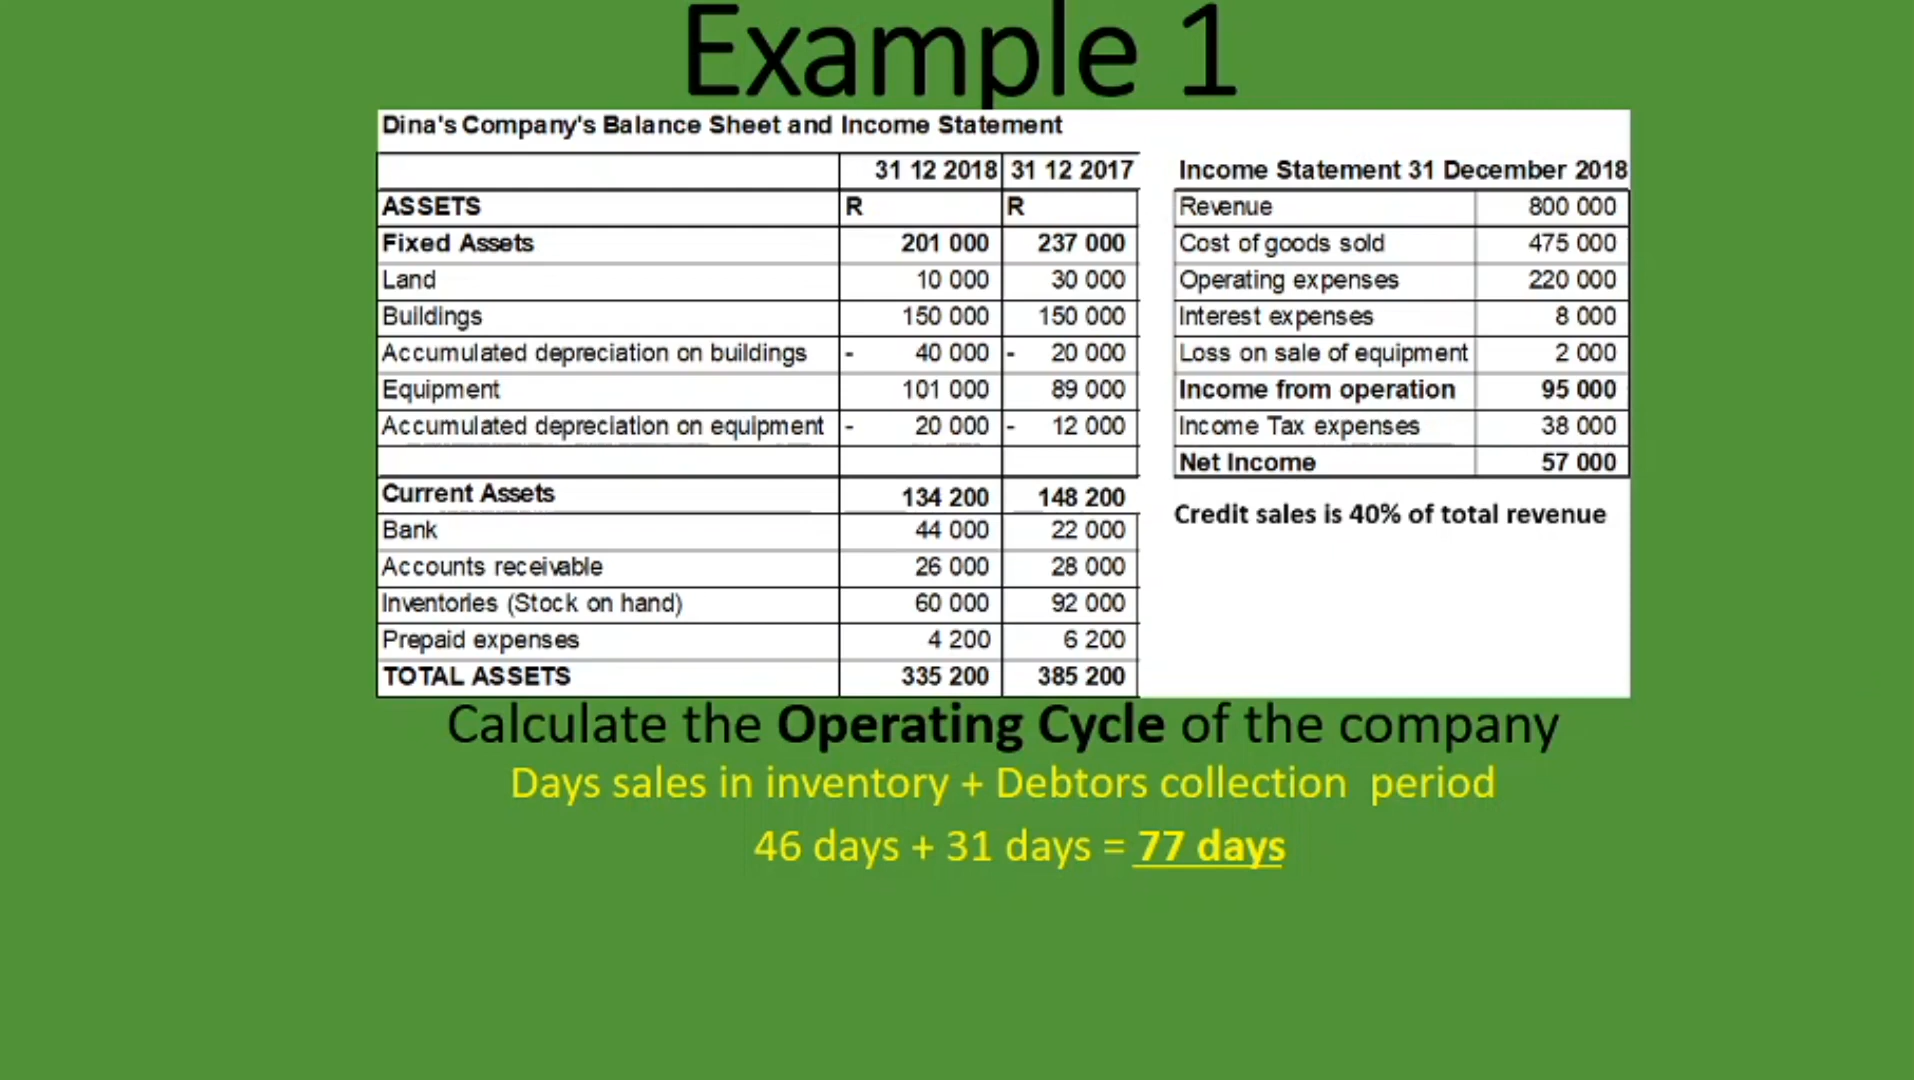 Example 1
Dina's Company's Balance Sheet and Income Statement
31 12 2018 31 12 2017
ASSETS R R
Fixed Assets 201 000 237 000
Land 10 000 30 000
Buildings 150 000 150 000
Accumulated depreciation on buildings - 40 000 - 20 000
Equipment 101 000 89 000
Accumulated depreciation on equipment - 20 000 - 12 000
Current Assets 134 200 148 200
Bank 44 000 22 000
Accounts receivable 26 000 28 000
Inventories (Stock on hand) 60 000 92 000
Prepaid expenses 4 200 6 200
TOTAL ASSETS 335 200 385 200
Income Statement 31 December 2018
Revenue 800 000
Cost of goods sold 475 000
Operating expenses 220 000
Interest expenses 8 000
Loss on sale of equipment 2 000
Income from operation 95 000
Income Tax expenses 38 000
Net Income 57 000
Credit sales is 40% of total revenue
Calculate the Operating Cycle of the company
Days sales in inventory + Debtors collection period
46 days + 31 days = 77 days